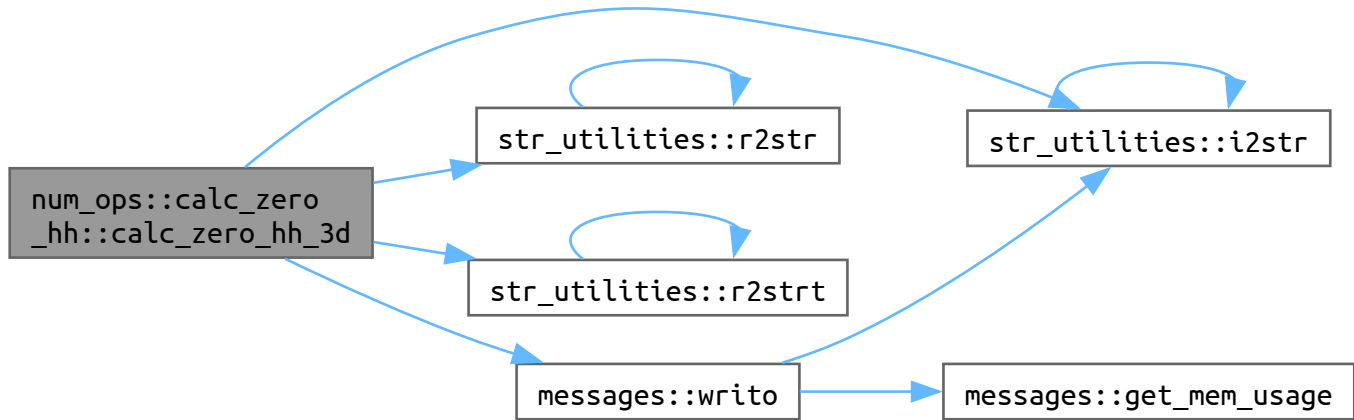 num_ops::calc_zero
_hh::calc_zero_hh_3d
str_utilities::r2str
str_utilities::i2str
str_utilities::r2strt
messages::writo
messages::get_mem_usage